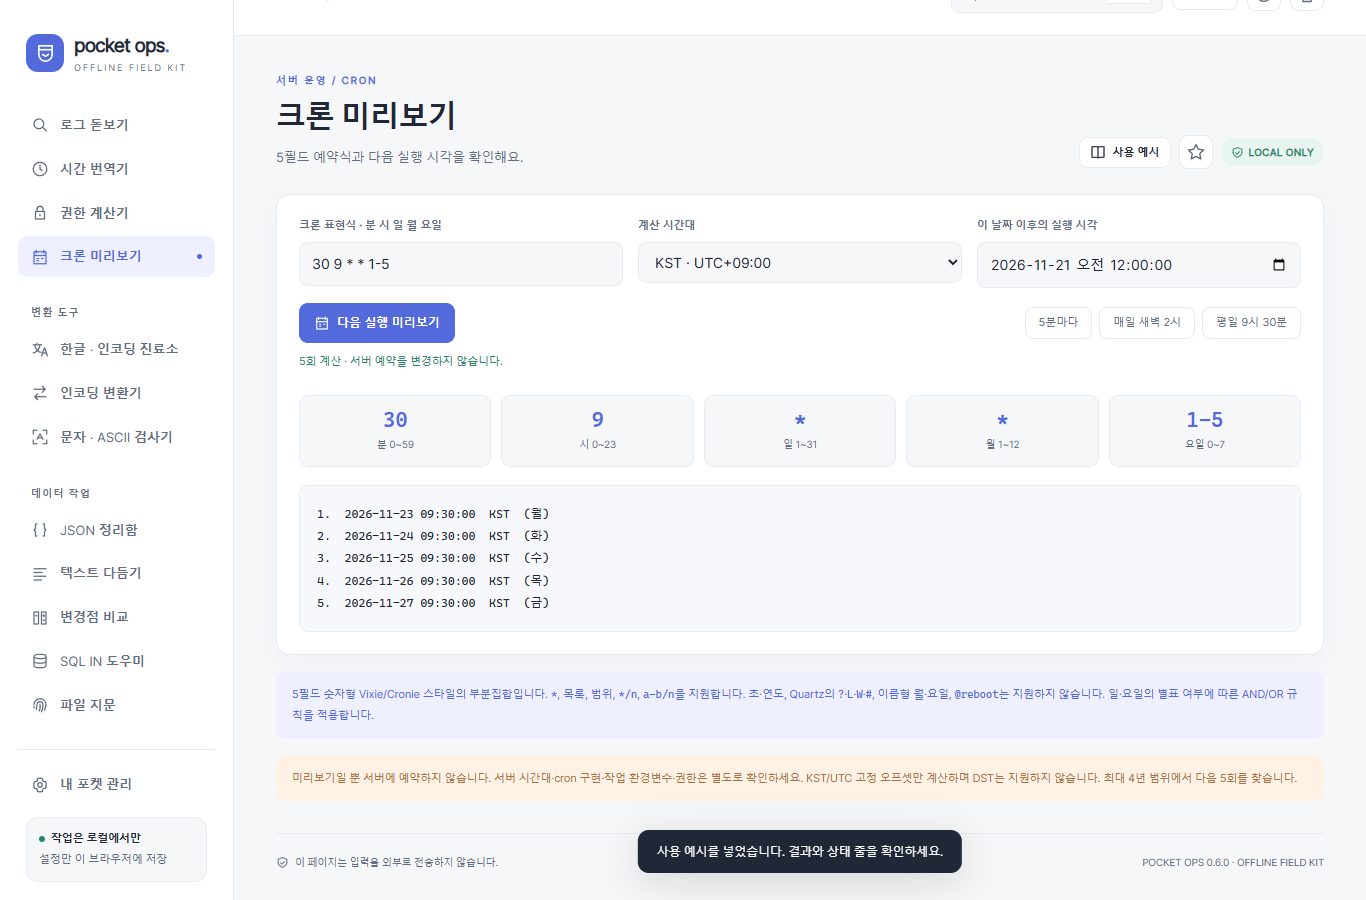 pocket ops.
OFFLINE FIELD KIT
로그 돋보기
시간 번역기
권한 계산기
크론 미리보기
변환 도구
한글 · 인코딩 진료소
인코딩 변환기
문자 · ASCII 검사기
데이터 작업
JSON 정리함
텍스트 다듬기
변경점 비교
SQL IN 도우미
파일 지문
내 포켓 관리
작업은 로컬에서만
설정만 이 브라우저에 저장
서버 운영 / CRON
크론 미리보기
5필드 예약식과 다음 실행 시각을 확인해요.
사용 예시
LOCAL ONLY
크론 표현식 · 분 시 일 월 요일
계산 시간대
이 날짜 이후의 실행 시각
30 9 * * 1-5
KST · UTC+09:00
2026-11-21 오전 12:00:00
다음 실행 미리보기
5분마다
매일 새벽 2시
평일 9시 30분
5회 계산 · 서버 예약을 변경하지 않습니다.
30
분 0~59
9
시 0~23
*
일 1~31
*
월 1~12
1-5
요일 0~7
1. 2026-11-23 09:30:00 KST (월)
2. 2026-11-24 09:30:00 KST (화)
3. 2026-11-25 09:30:00 KST (수)
4. 2026-11-26 09:30:00 KST (목)
5. 2026-11-27 09:30:00 KST (금)
5필드 숫자형 Vixie/Cronie 스타일의 부분집합입니다. *, 목록, 범위, */n, a-b/n을 지원합니다. 초·연도, Quartz의 ?·L·W·#, 이름형 월·요일, @reboot는 지원하지 않습니다. 일·요일의 별표 여부에 따른 AND/OR 규
칙을 적용합니다.
미리보기일 뿐 서버에 예약하지 않습니다. 서버 시간대·cron 구현·작업 환경변수·권한은 별도로 확인하세요. KST/UTC 고정 오프셋만 계산하며 DST는 지원하지 않습니다. 최대 4년 범위에서 다음 5회를 찾습니다.
이 페이지는 입력을 외부로 전송하지 않습니다.
사용 예시를 넣었습니다. 결과와 상태 줄을 확인하세요.
POCKET OPS 0.6.0 · OFFLINE FIELD KIT